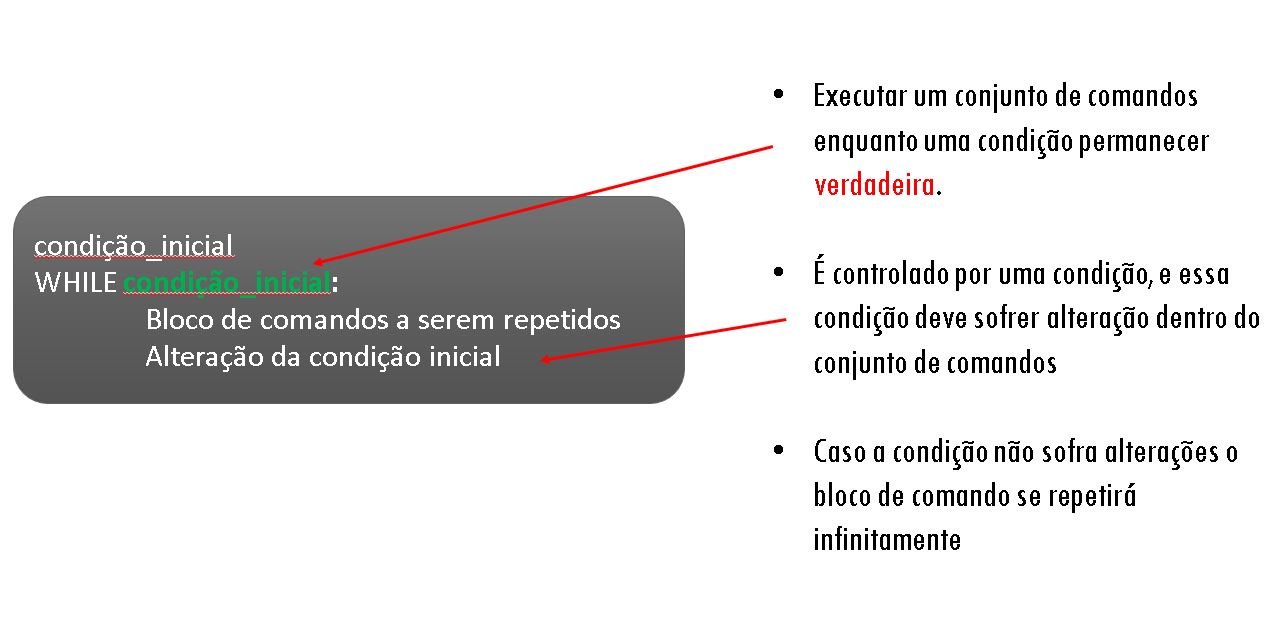 condição_inicial
WHILE condição_inicial:
Bloco de comandos a serem repetidos
Alteração da condição inicial
• Executar um conjunto de comandos
enquanto uma condição permanecer
verdadeira.
• É controlado por uma condição, e essa
condição deve sofrer alteração dentro do
conjunto de comandos
• Caso a condição não sofra alterações o
bloco de comando se repetirá
infinitamente